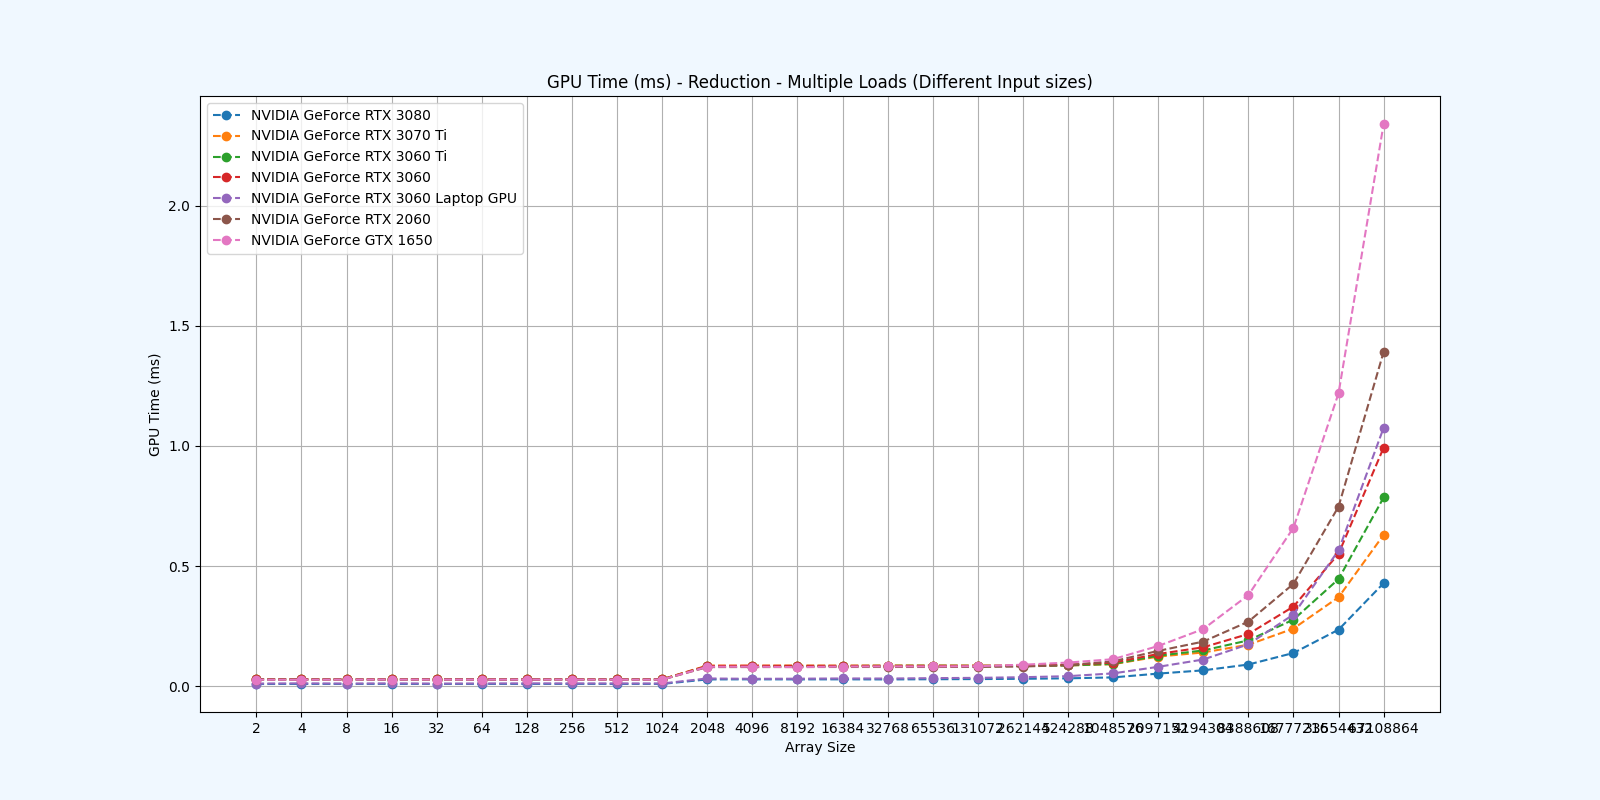 GPU Time (ms) - Reduction - Multiple Loads (Different Input sizes)
NVIDIA GeForce RTX 3080
NVIDIA GeForce RTX 3070 Ti
NVIDIA GeForce RTX 3060 Ti
NVIDIA GeForce RTX 3060
NVIDIA GeForce RTX 3060 Laptop GPU
NVIDIA GeForce RTX 2060
NVIDIA GeForce GTX 1650
GPU Time (ms)
2.0
1.5
1.0
0.5
0.0
2 4 8 16 32 64 128 256 512 1024 2048 4096 8192 16384 32768 65536 131072 262144 524288 1048576 2097152 4194304 8388608 16777216 33554432 67108864
Array Size